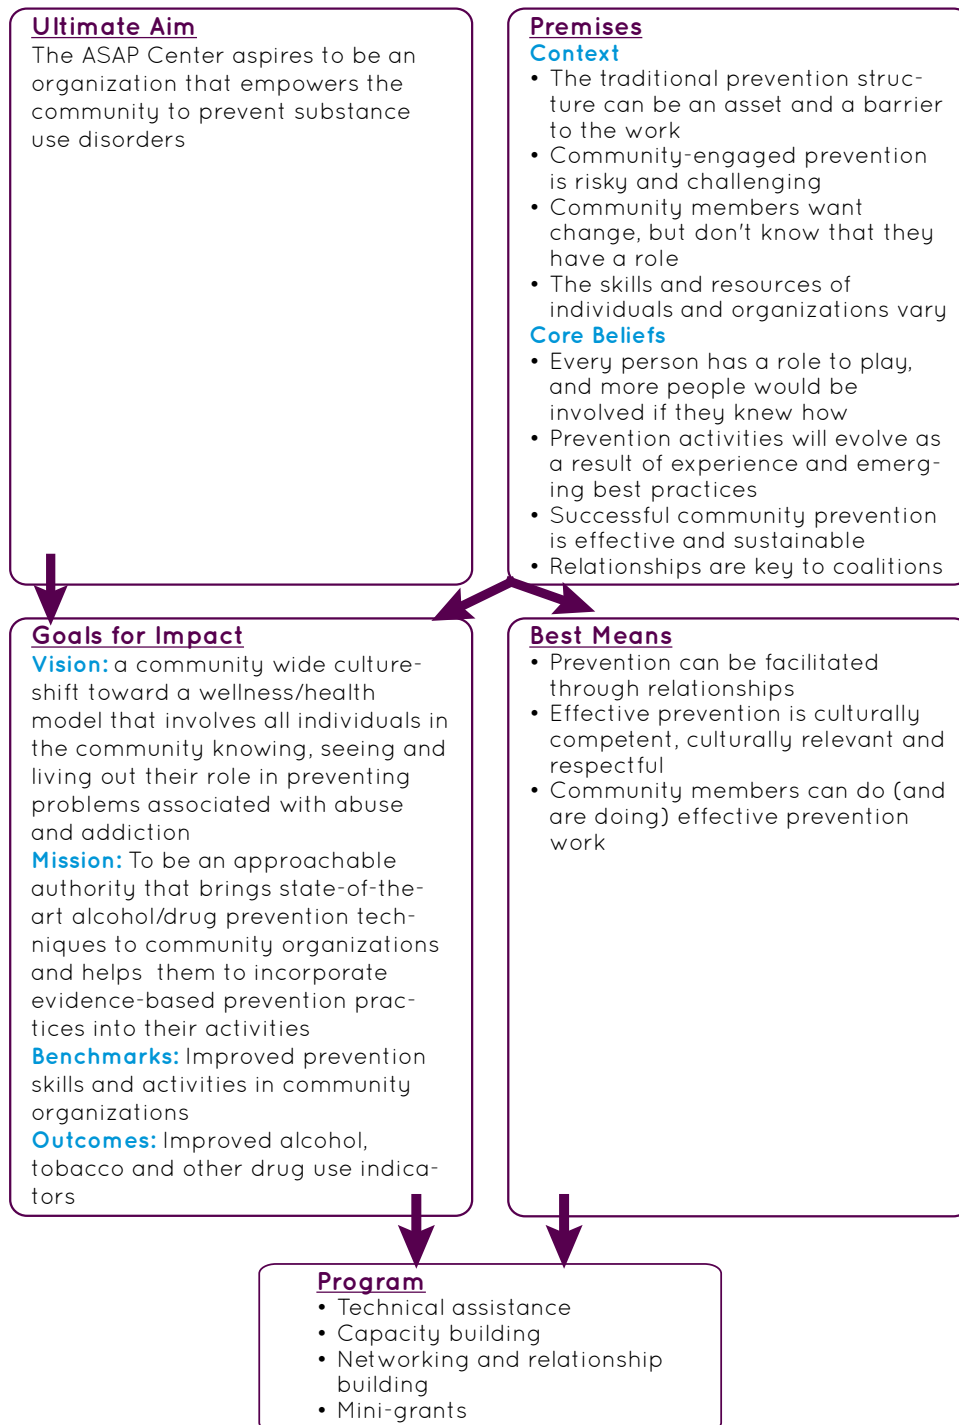 Ultimate Aim
The ASAP Center aspires to be an
organization that empowers the
community to prevent substance
use disorders
Premises
Context
• The traditional prevention struc-
ture can be an asset and a barrier
to the work
• Community-engaged prevention
is risky and challenging
• Community members want
change, but don't know that they
have a role
• The skills and resources of
individuals and organizations vary
Core Beliefs
• Every person has a role to play,
and more people would be
involved if they knew how
• Prevention activities will evolve as
a result of experience and emerg-
ing best practices
• Successful community prevention
is effective and sustainable
• Relationships are key to coalitions
Goals for Impact
Vision: a community wide culture-
shift toward a wellness/health
model that involves all individuals in
the community knowing, seeing and
living out their role in preventing
problems associated with abuse
and addiction
Mission: To be an approachable
authority that brings state-of-the-
art alcohol/drug prevention tech-
niques to community organizations
and helps them to incorporate
evidence-based prevention prac-
tices into their activities
Benchmarks: Improved prevention
skills and activities in community
organizations
Outcomes: Improved alcohol,
tobacco and other drug use indica-
tors
Best Means
• Prevention can be facilitated
through relationships
• Effective prevention is culturally
competent, culturally relevant and
respectful
• Community members can do (and
are doing) effective prevention
work
Program
• Technical assistance
• Capacity building
• Networking and relationship
building
• Mini-grants